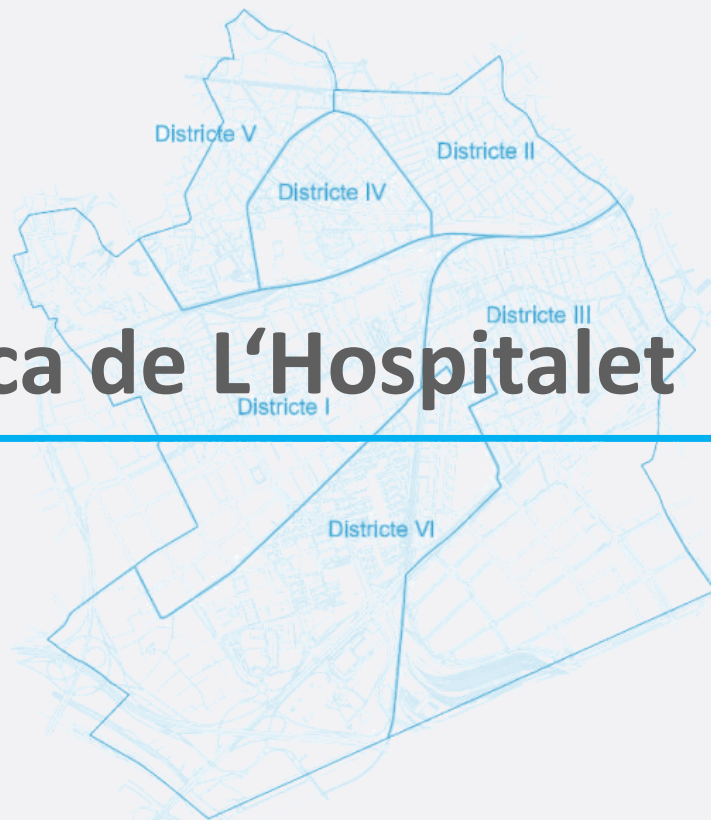 Districte V
Districte II
Districte IV
Districte III
ca de L‘Hospitalet
Districte I
Districte VI